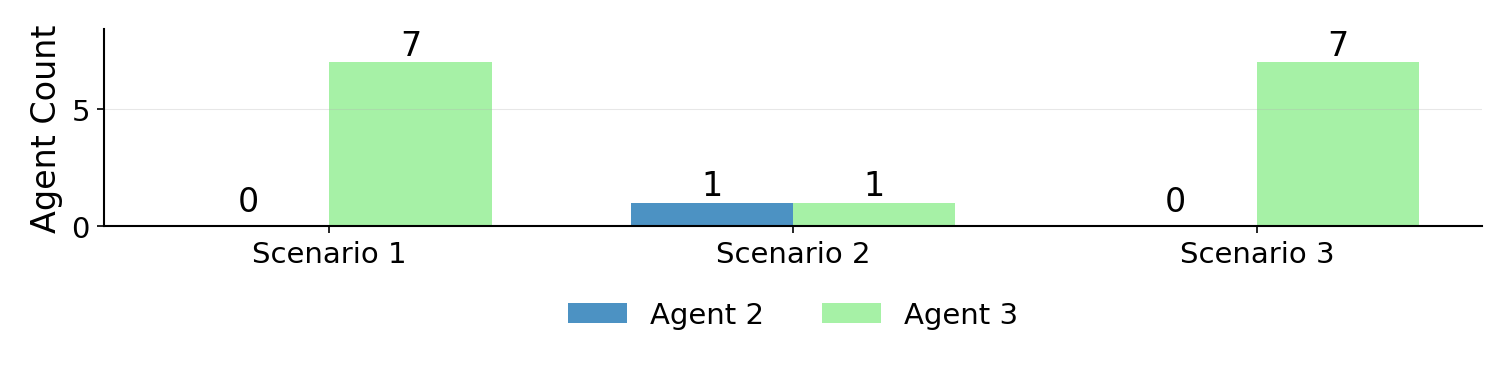 Agent Count
5
0
0
7
1
1
0
7
Scenario 1
Scenario 2
Scenario 3
Agent 2
Agent 3